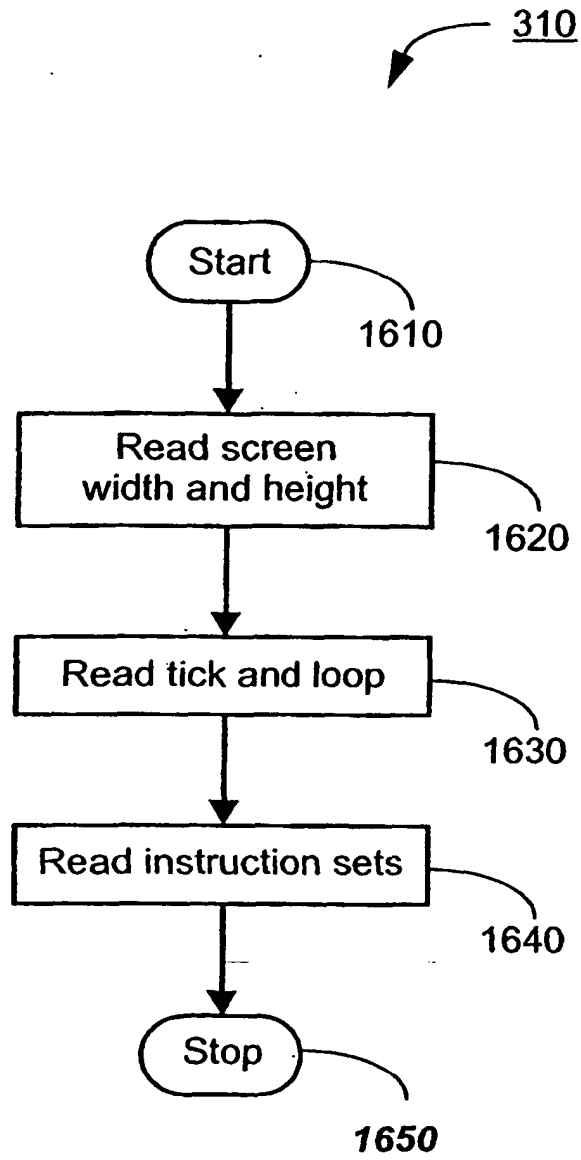 310
Start
1610
Read screen
width and height
1620
Read tick and loop
1630
Read instruction sets
1640
Stop
1650